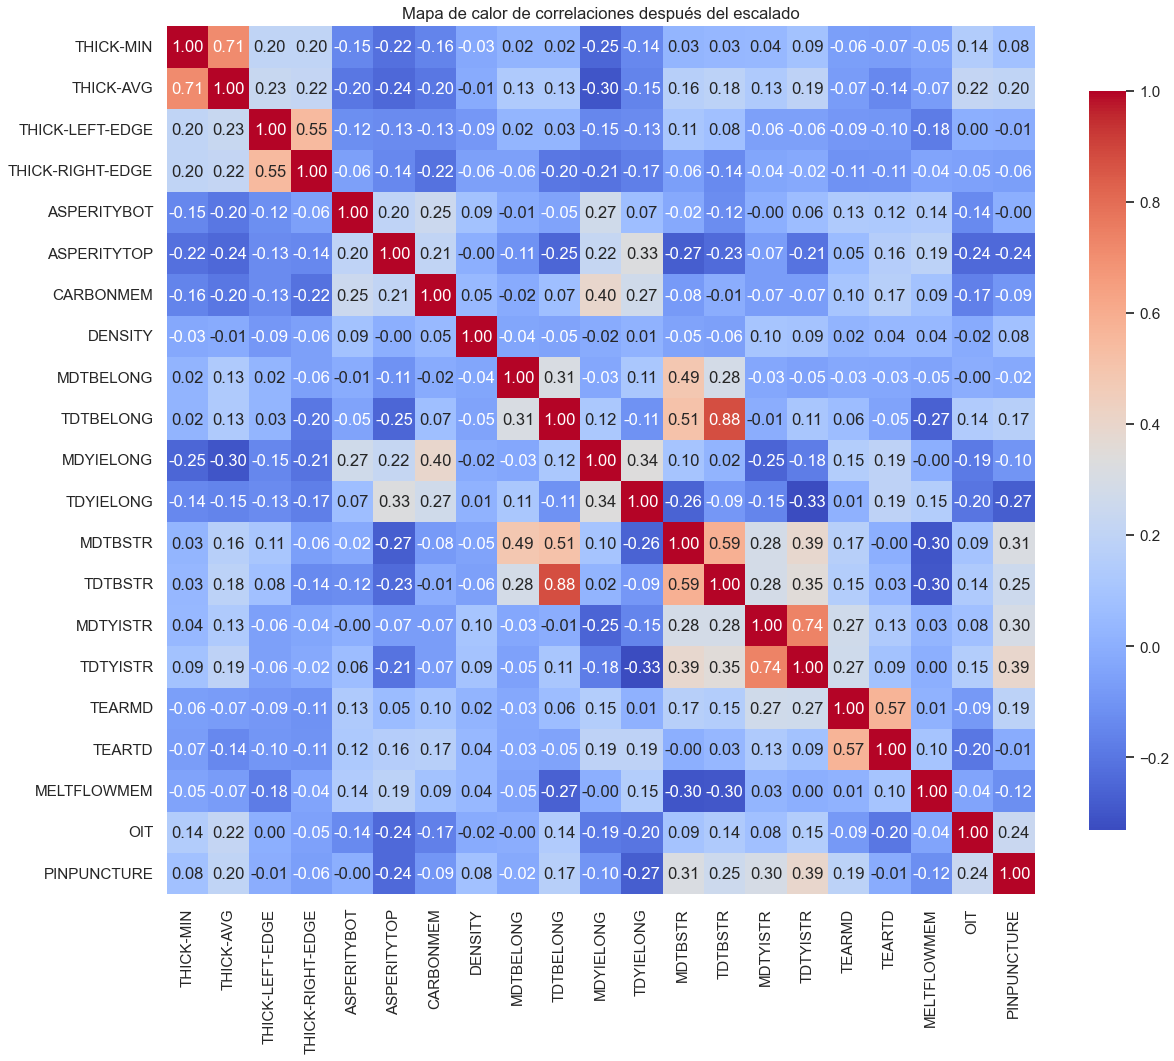 Mapa de calor de correlaciones después del escalado
THICK-MIN 1.00 0.71 0.20 0.20 -0.15 -0.22 -0.16 -0.03 0.02 0.02 -0.25 -0.14 0.03 0.03 0.04 0.09 -0.06 -0.07 -0.05 0.14 0.08
THICK-AVG 0.71 1.00 0.23 0.22 -0.20 -0.24 -0.20 -0.01 0.13 0.13 -0.30 -0.15 0.16 0.18 0.13 0.19 -0.07 -0.14 -0.07 0.22 0.20
THICK-LEFT-EDGE 0.20 0.23 1.00 0.55 -0.12 -0.13 -0.13 -0.09 0.02 0.03 -0.15 -0.13 0.11 0.08 -0.06 -0.06 -0.09 -0.10 -0.18 0.00 -0.01
THICK-RIGHT-EDGE 0.20 0.22 0.55 1.00 -0.06 -0.14 -0.22 -0.06 -0.06 -0.20 -0.21 -0.17 -0.06 -0.14 -0.04 -0.02 -0.11 -0.11 -0.04 -0.05 -0.06
ASPERITYBOT -0.15 -0.20 -0.12 -0.06 1.00 0.20 0.25 0.09 -0.01 -0.05 0.27 0.07 -0.02 -0.12 -0.00 0.06 0.13 0.12 0.14 -0.14 -0.00
ASPERITYTOP -0.22 -0.24 -0.13 -0.14 0.20 1.00 0.21 -0.00 -0.11 -0.25 0.22 0.33 -0.27 -0.23 -0.07 -0.21 0.05 0.16 0.19 -0.24 -0.24
CARBONMEM -0.16 -0.20 -0.13 -0.22 0.25 0.21 1.00 0.05 -0.02 0.07 0.40 0.27 -0.08 -0.01 -0.07 -0.07 0.10 0.17 0.09 -0.17 -0.09
DENSITY -0.03 -0.01 -0.09 -0.06 0.09 -0.00 0.05 1.00 -0.04 -0.05 -0.02 0.01 -0.05 -0.06 0.10 0.09 0.02 0.04 0.04 -0.02 0.08
MDTBELONG 0.02 0.13 0.02 -0.06 -0.01 -0.11 -0.02 -0.04 1.00 0.31 -0.03 0.11 0.49 0.28 -0.03 -0.05 -0.03 -0.03 -0.05 -0.00 -0.02
TDTBELONG 0.02 0.13 0.03 -0.20 -0.05 -0.25 0.07 -0.05 0.31 1.00 0.12 -0.11 0.51 0.88 -0.01 0.11 0.06 -0.05 -0.27 0.14 0.17
MDYIELONG -0.25 -0.30 -0.15 -0.21 0.27 0.22 0.40 -0.02 -0.03 0.12 1.00 0.34 0.10 0.02 -0.25 -0.18 0.15 0.19 -0.00 -0.19 -0.10
TDYIELONG -0.14 -0.15 -0.13 -0.17 0.07 0.33 0.27 0.01 0.11 -0.11 0.34 1.00 -0.26 -0.09 -0.15 -0.33 0.01 0.19 0.15 -0.20 -0.27
MDTBSTR 0.03 0.16 0.11 -0.06 -0.02 -0.27 -0.08 -0.05 0.49 0.51 0.10 -0.26 1.00 0.59 0.28 0.39 0.17 -0.00 -0.30 0.09 0.31
TDTBSTR 0.03 0.18 0.08 -0.14 -0.12 -0.23 -0.01 -0.06 0.28 0.88 0.02 -0.09 0.59 1.00 0.28 0.35 0.15 0.03 -0.30 0.14 0.25
MDTYISTR 0.04 0.13 -0.06 -0.04 -0.00 -0.07 -0.07 0.10 -0.03 -0.01 -0.25 -0.15 0.28 0.28 1.00 0.74 0.27 0.13 0.03 0.08 0.30
TDTYISTR 0.09 0.19 -0.06 -0.02 0.06 -0.21 -0.07 0.09 -0.05 0.11 -0.18 -0.33 0.39 0.35 0.74 1.00 0.27 0.09 0.00 0.15 0.39
TEARMD -0.06 -0.07 -0.09 -0.11 0.13 0.05 0.10 0.02 -0.03 0.06 0.15 0.01 0.17 0.15 0.27 0.27 1.00 0.57 0.01 -0.09 0.19
TEARTD -0.07 -0.14 -0.10 -0.11 0.12 0.16 0.17 0.04 -0.03 -0.05 0.19 0.19 -0.00 0.03 0.13 0.09 0.57 1.00 0.10 -0.20 -0.01
MELTFLOWMEM -0.05 -0.07 -0.18 -0.04 0.14 0.19 0.09 0.04 -0.05 -0.27 -0.00 0.15 -0.30 -0.30 0.03 0.00 0.01 0.10 1.00 -0.04 -0.12
OIT 0.14 0.22 0.00 -0.05 -0.14 -0.24 -0.17 -0.02 -0.00 0.14 -0.19 -0.20 0.09 0.14 0.08 0.15 -0.09 -0.20 -0.04 1.00 0.24
PINPUNCTURE 0.08 0.20 -0.01 -0.06 -0.00 -0.24 -0.09 0.08 -0.02 0.17 -0.10 -0.27 0.31 0.25 0.30 0.39 0.19 -0.01 -0.12 0.24 1.00
THICK-MIN
THICK-AVG
THICK-LEFT-EDGE
THICK-RIGHT-EDGE
ASPERITYBOT
ASPERITYTOP
CARBONMEM
DENSITY
MDTBELONG
TDTBELONG
MDYIELONG
TDYIELONG
MDTBSTR
TDTBSTR
MDTYISTR
TDTYISTR
TEARMD
TEARTD
MELTFLOWMEM
OIT
PINPUNCTURE
1.0
0.8
0.6
0.4
0.2
0.0
−0.2